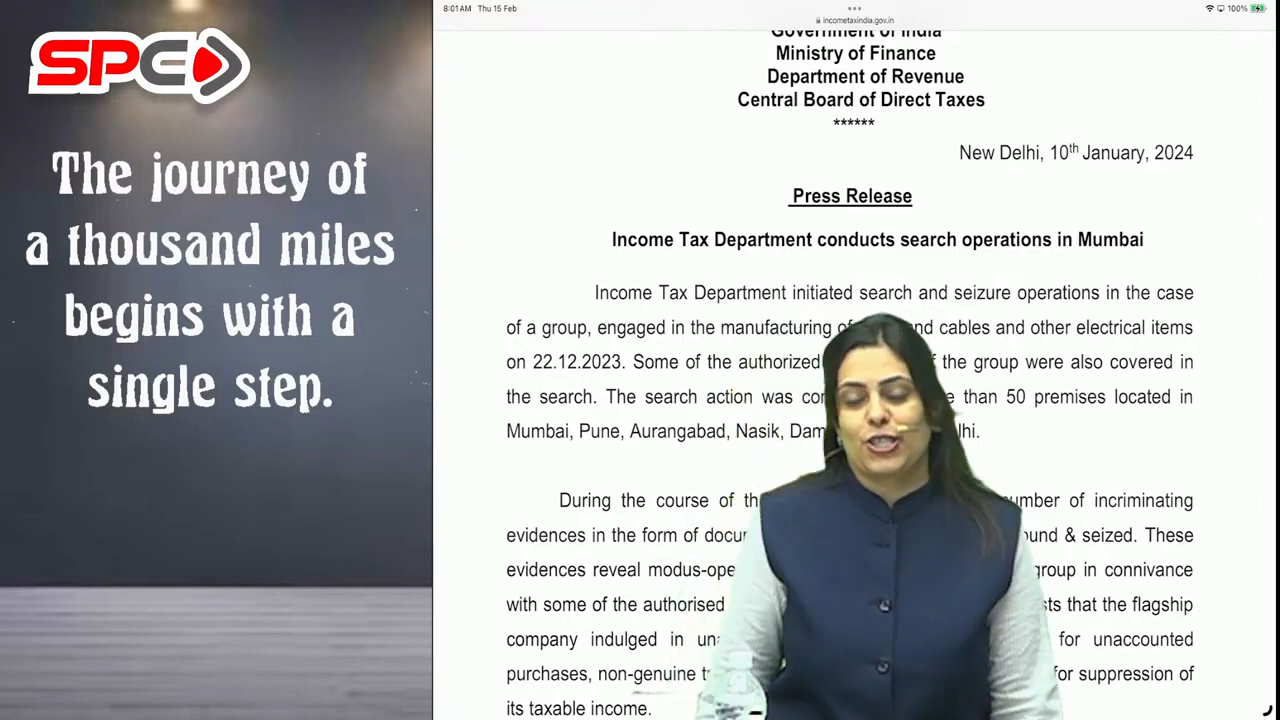 8:01 AM Thu 15 Feb
incometaxindia.gov.in
100%
SPC
The journey of
a thousand miles
begins with a
single step.
Government of India
Ministry of Finance
Department of Revenue
Central Board of Direct Taxes
******
New Delhi, 10th January, 2024
Press Release
Income Tax Department conducts search operations in Mumbai
Income Tax Department initiated search and seizure operations in the case
of a group, engaged in the manufacturing of and cables and other electrical items
on 22.12.2023. Some of the authorized of the group were also covered in
the search. The search action was than 50 premises located in
Mumbai, Pune, Aurangabad, Nasik,
During the course of number of incriminating
evidences in the form of & seized. These
evidences reveal group in connivance
with some of the authorised that the flagship
company indulged in for unaccounted
purchases, non-genuine for suppression of
its taxable income.